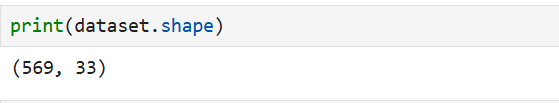 print(dataset.shape)
(569, 33)